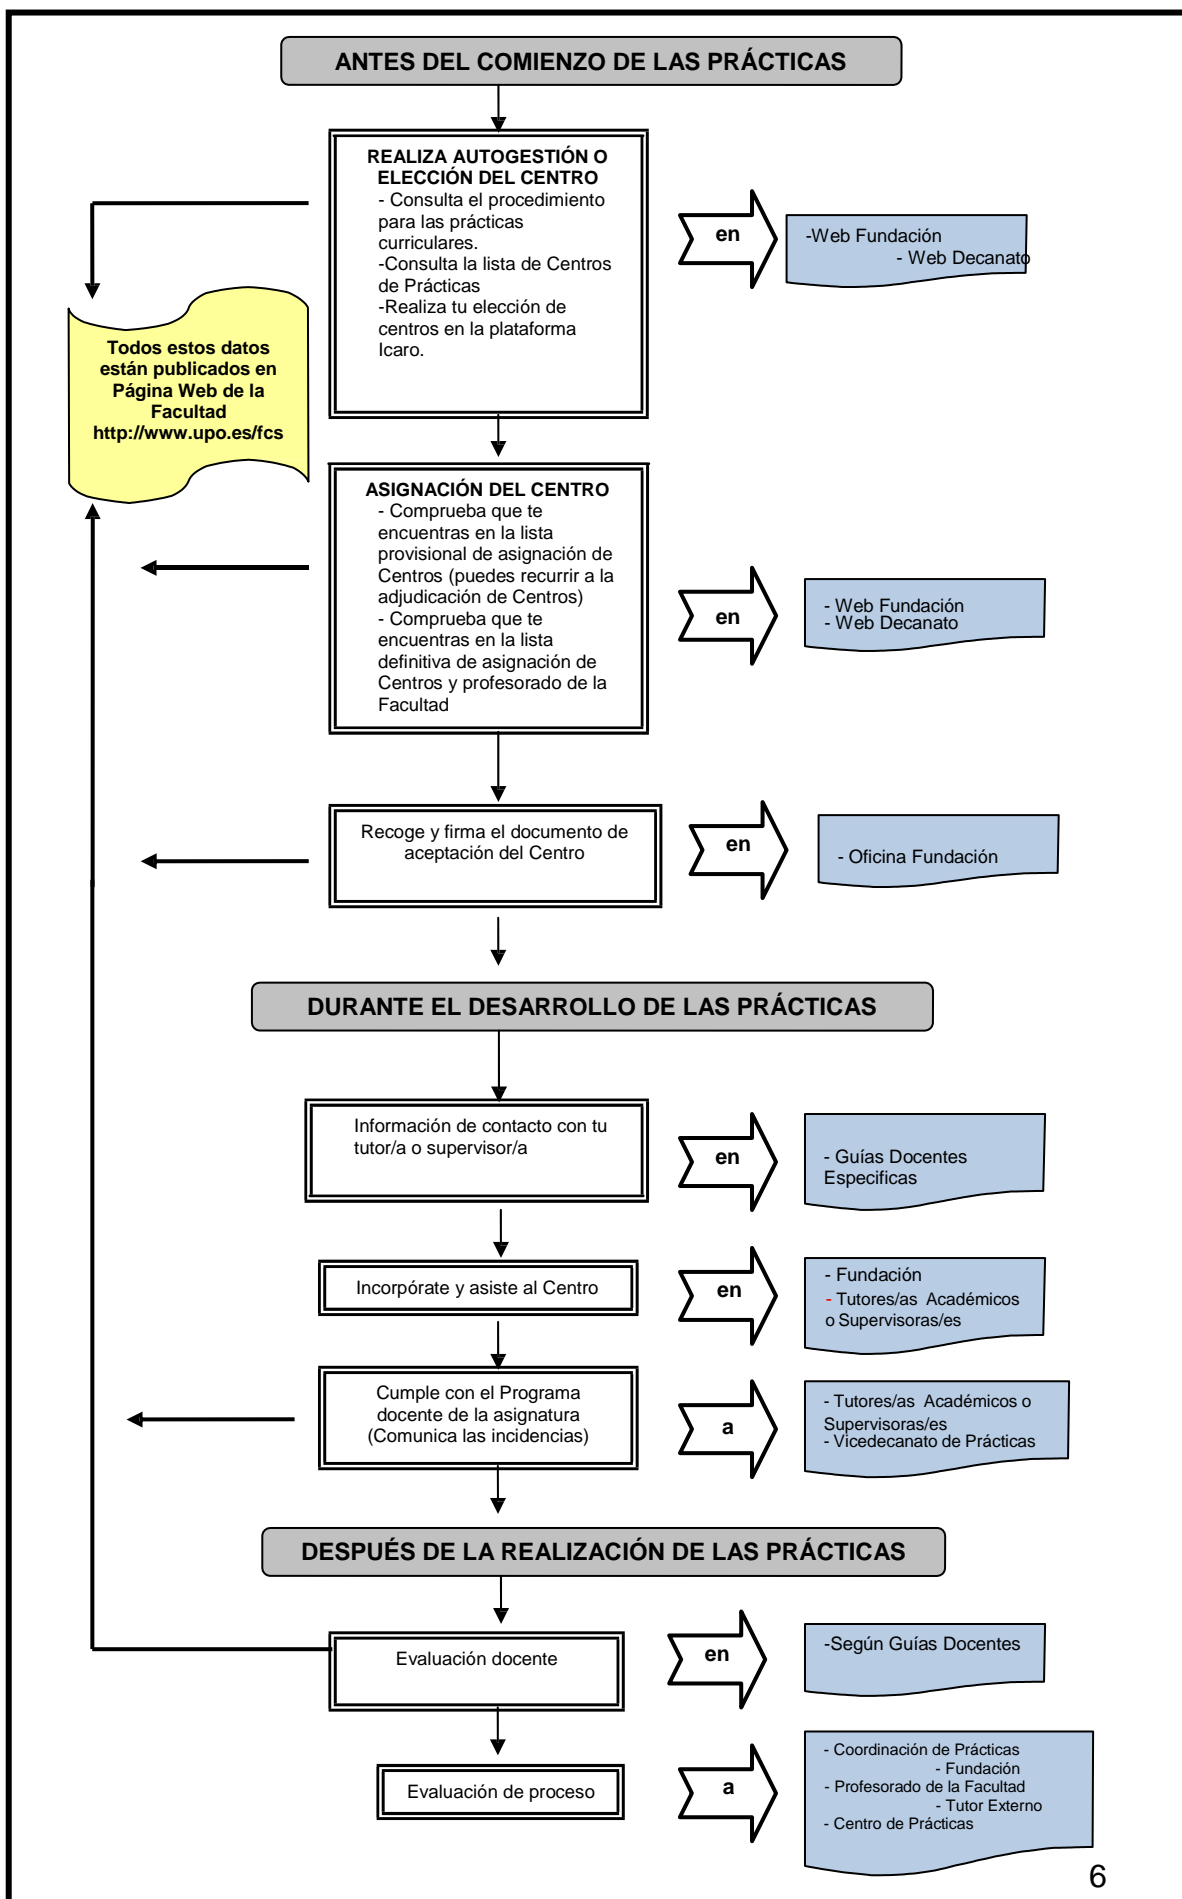 ANTES DEL COMIENZO DE LAS PRÁCTICAS
REALIZA AUTOGESTIÓN O
ELECCIÓN DEL CENTRO
- Consulta el procedimiento
para las prácticas
curriculares.
-Consulta la lista de Centros
de Prácticas
-Realiza tu elección de
centros en la plataforma
Icaro.
en
-Web Fundación
- Web Decanato
Todos estos datos
están publicados en
Página Web de la
Facultad
http://www.upo.es/fcs
ASIGNACIÓN DEL CENTRO
- Comprueba que te
encuentras en la lista
provisional de asignación de
Centros (puedes recurrir a la
adjudicación de Centros)
- Comprueba que te
encuentras en la lista
definitiva de asignación de
Centros y profesorado de la
Facultad
en
- Web Fundación
- Web Decanato
Recoge y firma el documento de
aceptación del Centro
en
- Oficina Fundación
DURANTE EL DESARROLLO DE LAS PRÁCTICAS
Información de contacto con tu
tutor/a o supervisor/a
en
- Guías Docentes
Especificas
Incorpórate y asiste al Centro
en
- Fundación
- Tutores/as Académicos
o Supervisoras/es
Cumple con el Programa
docente de la asignatura
(Comunica las incidencias)
a
- Tutores/as Académicos o
Supervisoras/es
- Vicedecanato de Prácticas
DESPUÉS DE LA REALIZACIÓN DE LAS PRÁCTICAS
Evaluación docente
en
-Según Guías Docentes
Evaluación de proceso
a
- Coordinación de Prácticas
- Fundación
- Profesorado de la Facultad
- Tutor Externo
- Centro de Prácticas
6